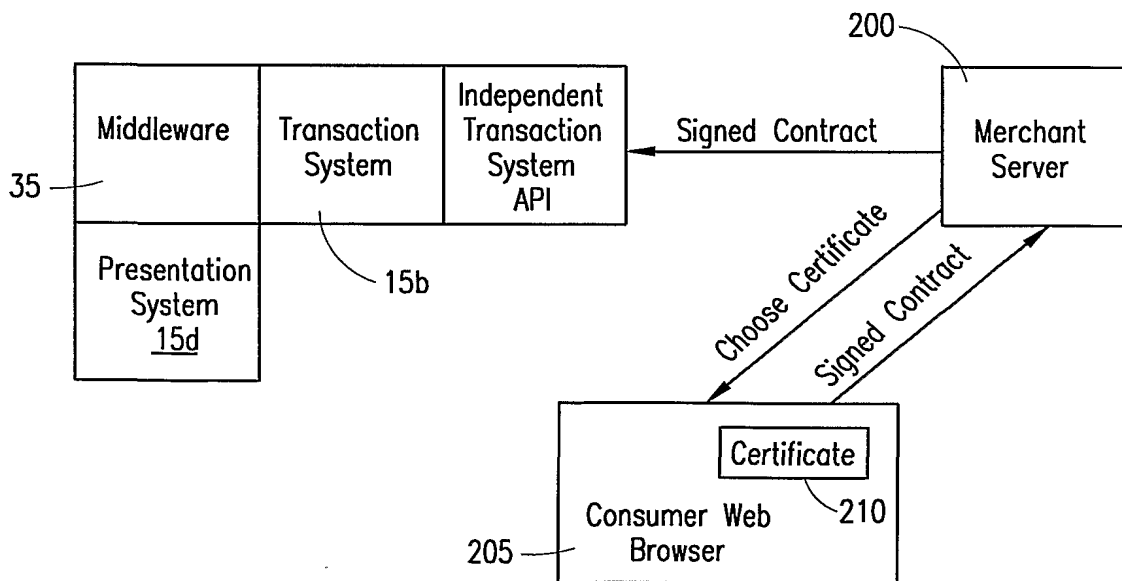 200
Middleware
Transaction
System
Independent
Transaction
System
API
Signed Contract
Merchant
Server
35
Presentation
System
15d
15b
Choose Certificate
Signed Contract
Certificate
210
Consumer Web
Browser
205